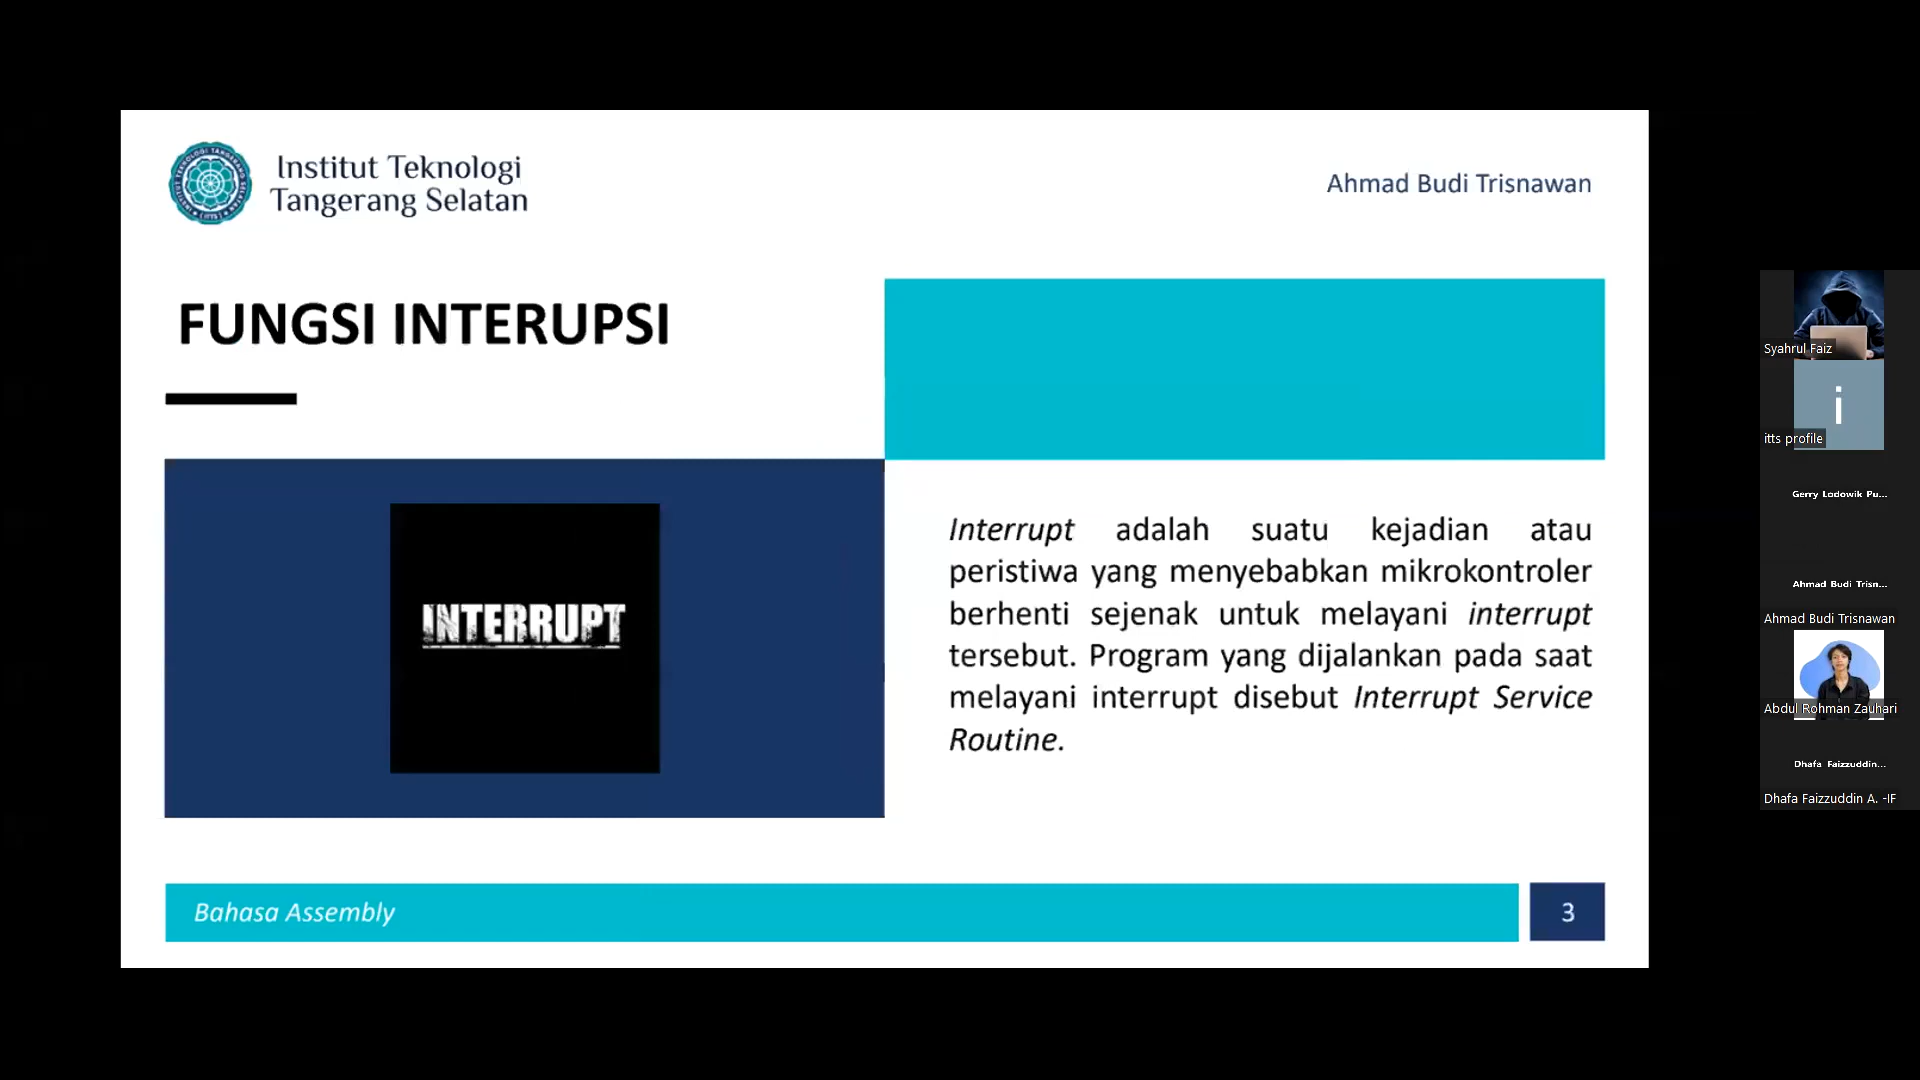 Institut Teknologi
Tangerang Selatan
Ahmad Budi Trisnawan
FUNGSI INTERUPSI
INTERRUPT
Interrupt adalah suatu kejadian atau
peristiwa yang menyebabkan mikrokontroler
berhenti sejenak untuk melayani interrupt
tersebut. Program yang dijalankan pada saat
melayani interrupt disebut Interrupt Service
Routine.
Bahasa Assembly
3
Syahrul Faiz
i
itts profile
Gerry Lodowik Pu...
Ahmad Budi Trisn...
Ahmad Budi Trisnawan
Abdul Rohman Zauhari
Dhafa Faizzuddin...
Dhafa Faizzuddin A. -IF